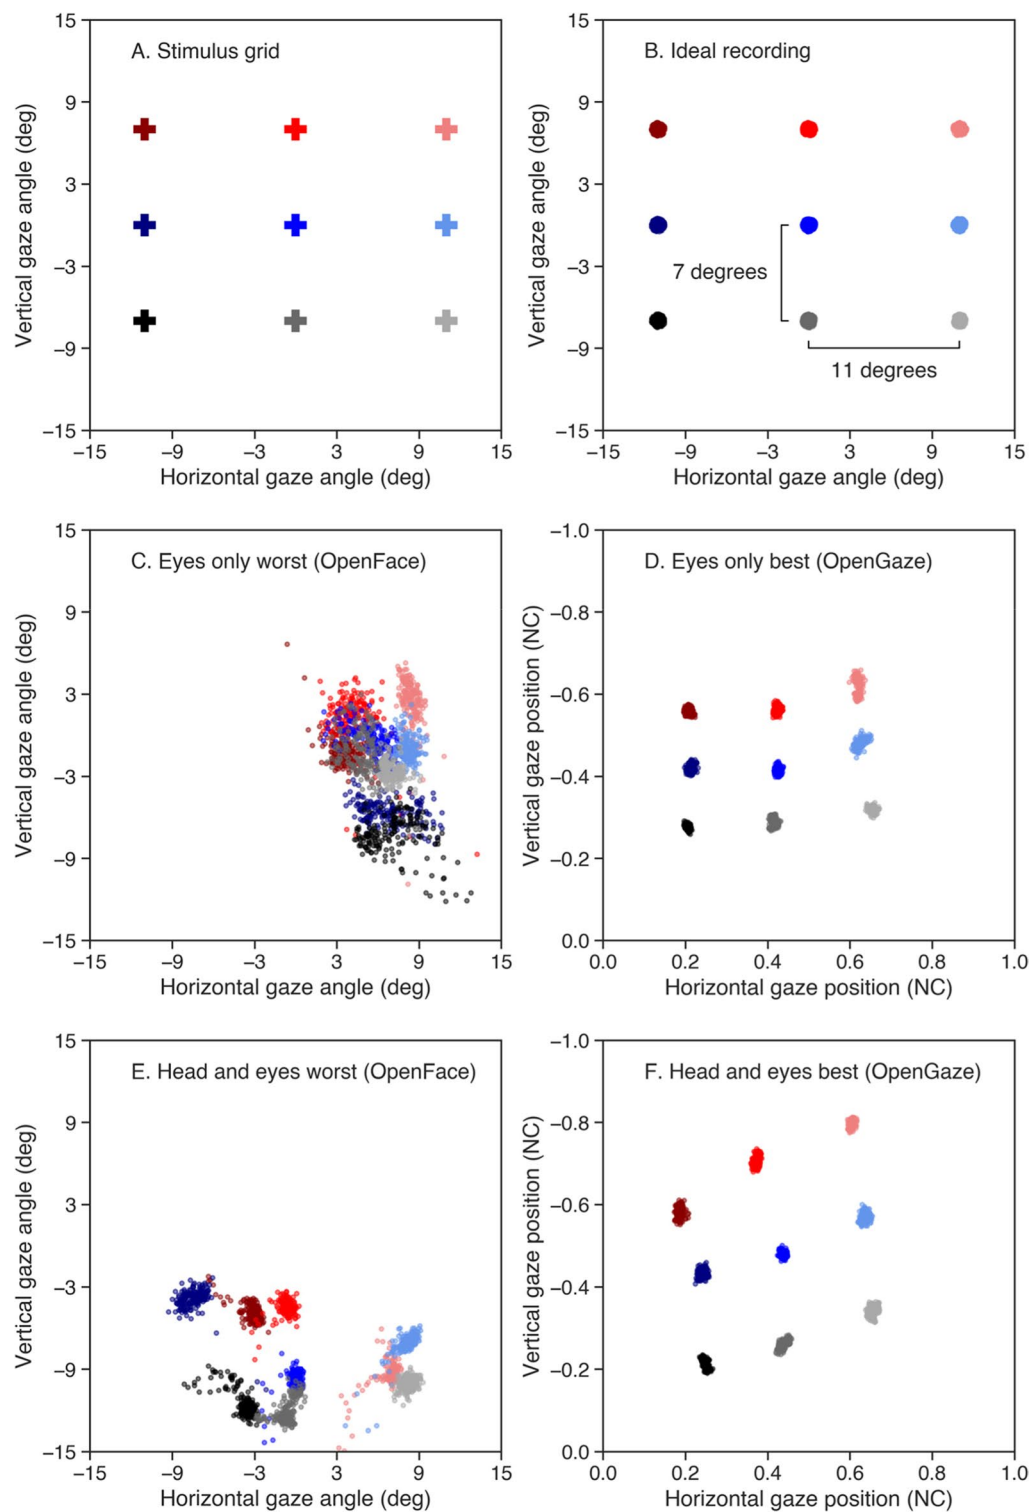 A. Stimulus grid
15
9
3
−3
−9
−15
Vertical gaze angle (deg)
−15 −9 −3 3 9 15
Horizontal gaze angle (deg)
B. Ideal recording
7 degrees
11 degrees
15
9
3
−3
−9
−15
Vertical gaze angle (deg)
−15 −9 −3 3 9 15
Horizontal gaze angle (deg)
C. Eyes only worst (OpenFace)
15
9
3
−3
−9
−15
Vertical gaze angle (deg)
−15 −9 −3 3 9 15
Horizontal gaze angle (deg)
D. Eyes only best (OpenGaze)
−1.0
−0.8
−0.6
−0.4
−0.2
0.0
Vertical gaze position (NC)
0.0 0.2 0.4 0.6 0.8 1.0
Horizontal gaze position (NC)
E. Head and eyes worst (OpenFace)
15
9
3
−3
−9
−15
Vertical gaze angle (deg)
−15 −9 −3 3 9 15
Horizontal gaze angle (deg)
F. Head and eyes best (OpenGaze)
−1.0
−0.8
−0.6
−0.4
−0.2
0.0
Vertical gaze position (NC)
0.0 0.2 0.4 0.6 0.8 1.0
Horizontal gaze position (NC)